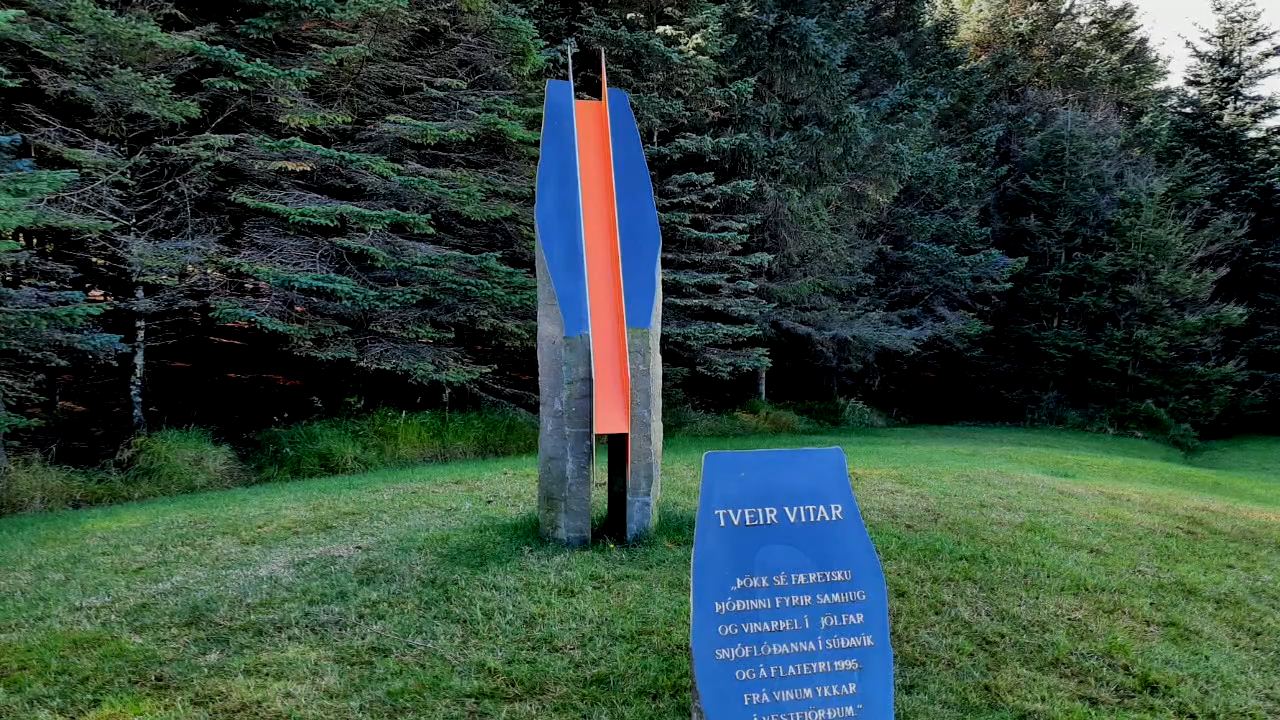 TVEIR VITAR
„ÞÖKK SÉ FÆREYSKU
ÞJÓÐINNI FYRIR SAMHUG
OG VINARÞEL Í JÖLFAR
SNJÓFLÓÐANNA Í SÚÐAVÍK
OG Á FLATEYRI 1995.
FRÁ VINUM YKKAR
Á VESTFJÖRÐUM."